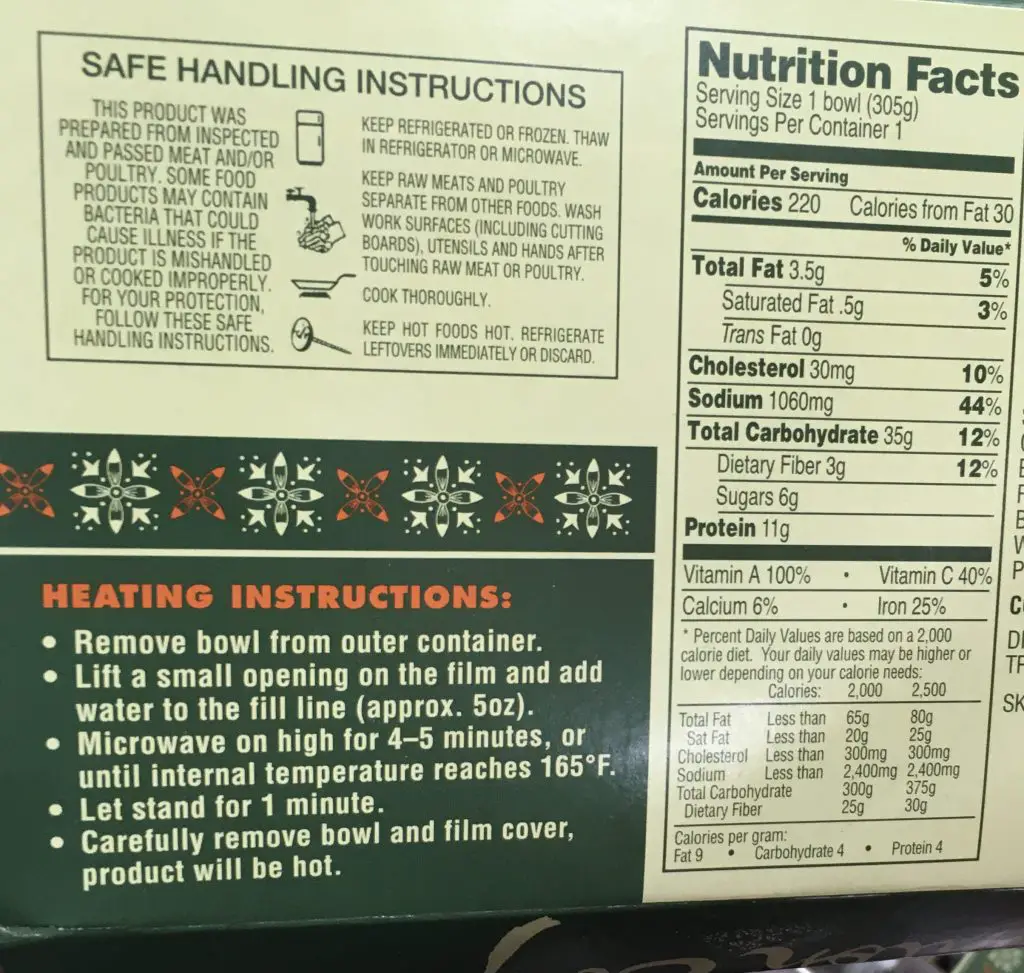 SAFE HANDLING INSTRUCTIONS
THIS PRODUCT WAS
PREPARED FROM INSPECTED
AND PASSED MEAT AND/OR
POULTRY. SOME FOOD
PRODUCTS MAY CONTAIN
BACTERIA THAT COULD
CAUSE ILLNESS IF THE
PRODUCT IS MISHANDLED
OR COOKED IMPROPERLY.
FOR YOUR PROTECTION,
FOLLOW THESE SAFE
HANDLING INSTRUCTIONS.
KEEP REFRIGERATED OR FROZEN. THAW
IN REFRIGERATOR OR MICROWAVE.
KEEP RAW MEATS AND POULTRY
SEPARATE FROM OTHER FOODS. WASH
WORK SURFACES (INCLUDING CUTTING
BOARDS), UTENSILS AND HANDS AFTER
TOUCHING RAW MEAT OR POULTRY.
COOK THOROUGHLY.
KEEP HOT FOODS HOT. REFRIGERATE
LEFTOVERS IMMEDIATELY OR DISCARD.
HEATING INSTRUCTIONS:
• Remove bowl from outer container.
• Lift a small opening on the film and add
water to the fill line (approx. 5oz).
• Microwave on high for 4–5 minutes, or
until internal temperature reaches 165°F.
• Let stand for 1 minute.
• Carefully remove bowl and film cover,
product will be hot.
Nutrition Facts
Serving Size 1 bowl (305g)
Servings Per Container 1
Amount Per Serving
Calories 220 Calories from Fat 30
% Daily Value*
Total Fat 3.5g 5%
Saturated Fat .5g 3%
Trans Fat 0g
Cholesterol 30mg 10%
Sodium 1060mg 44%
Total Carbohydrate 35g 12%
Dietary Fiber 3g 12%
Sugars 6g
Protein 11g
Vitamin A 100% • Vitamin C 40%
Calcium 6% • Iron 25%
* Percent Daily Values are based on a 2,000
calorie diet. Your daily values may be higher or
lower depending on your calorie needs:
Calories: 2,000 2,500
Total Fat Less than 65g 80g
Sat Fat Less than 20g 25g
Cholesterol Less than 300mg 300mg
Sodium Less than 2,400mg 2,400mg
Total Carbohydrate 300g 375g
Dietary Fiber 25g 30g
Calories per gram:
Fat 9 • Carbohydrate 4 • Protein 4